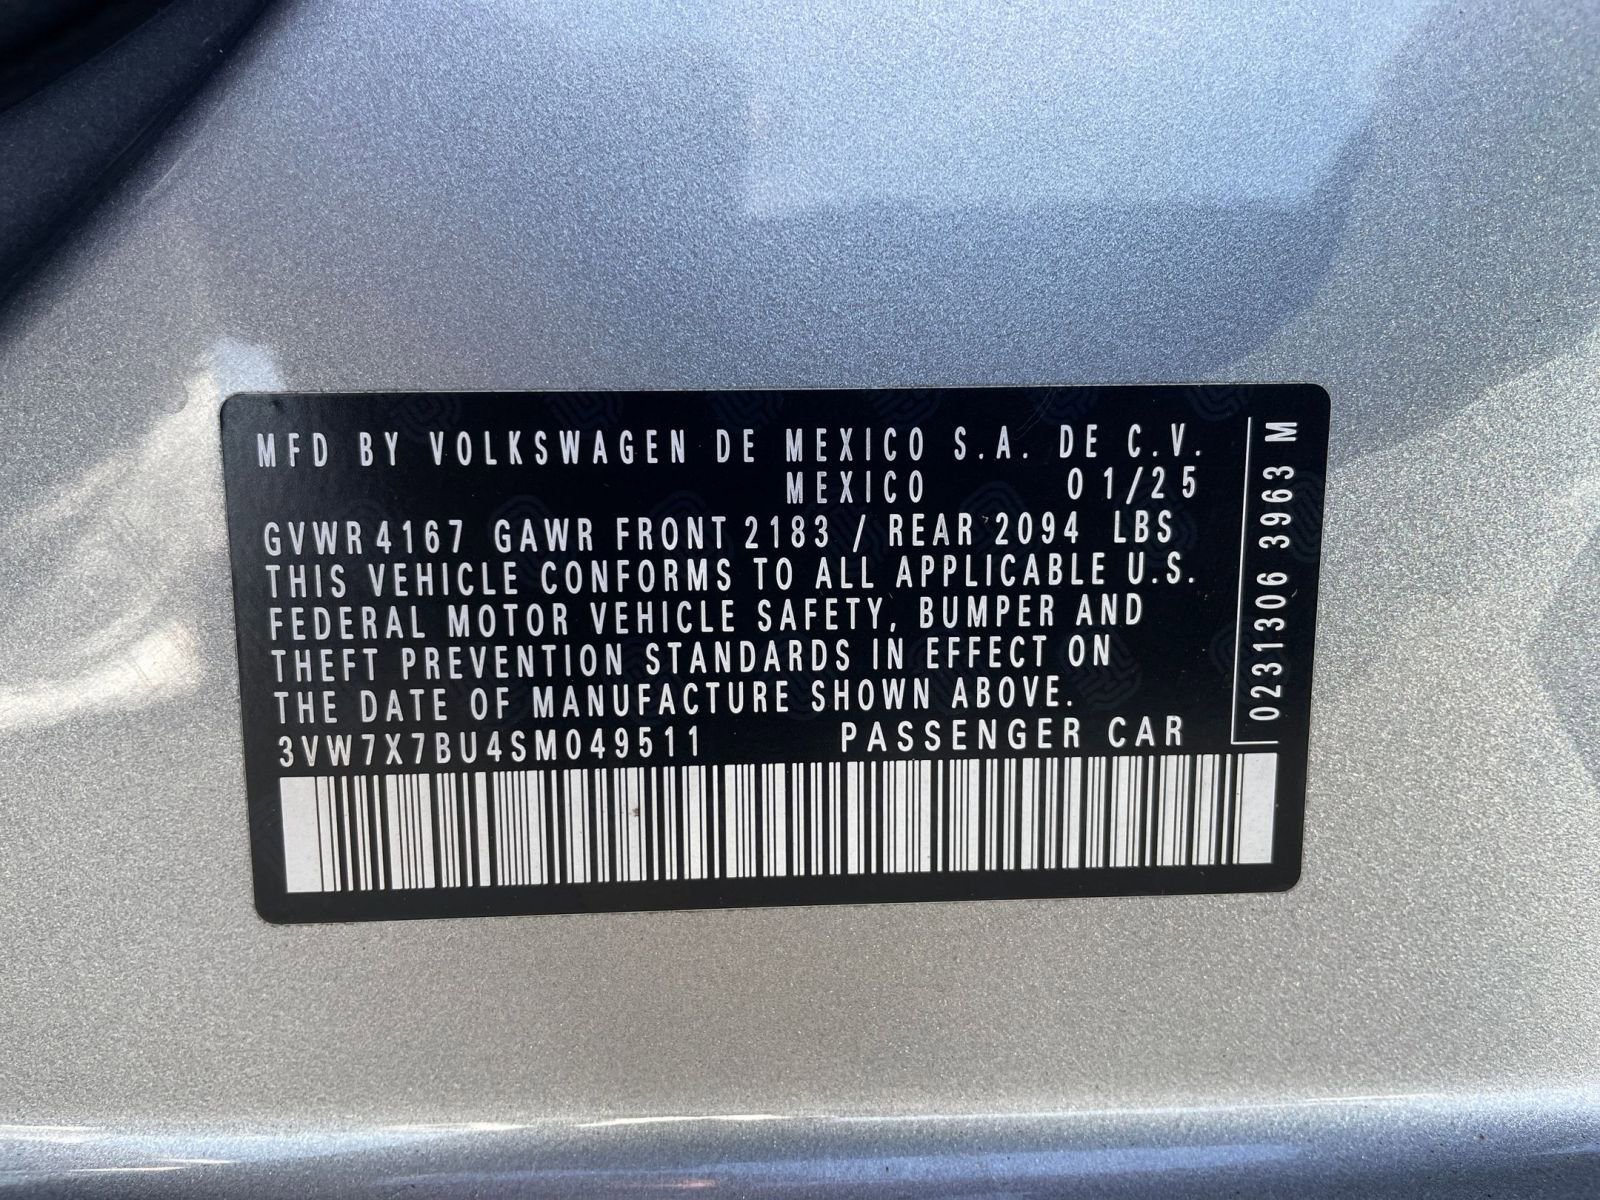 MFD BY VOLKSWAGEN DE MEXICO S.A. DE C.V.
MEXICO 01/25
GVWR 4167 GAWR FRONT 2183 / REAR 2094 LBS
THIS VEHICLE CONFORMS TO ALL APPLICABLE U.S.
FEDERAL MOTOR VEHICLE SAFETY, BUMPER AND
THEFT PREVENTION STANDARDS IN EFFECT ON
THE DATE OF MANUFACTURE SHOWN ABOVE.
3VW7X7BU4SM049511 PASSENGER CAR
0231306 3963 M